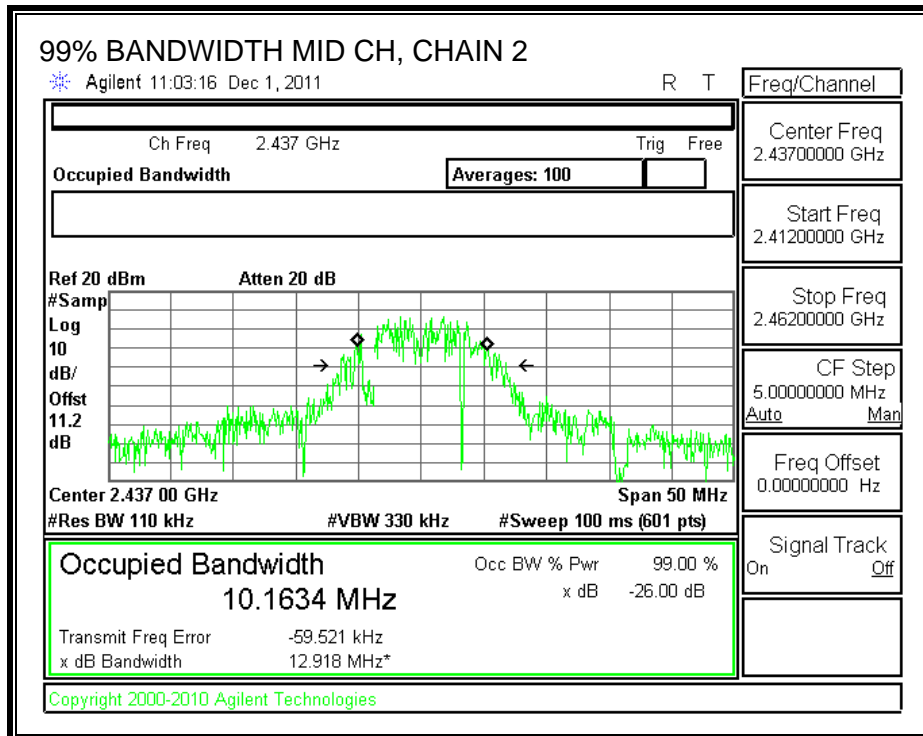 99% BANDWIDTH MID CH, CHAIN 2
Agilent 11:03:16 Dec 1, 2011 R T
Freq/Channel
Ch Freq 2.437 GHz Trig Free
Occupied Bandwidth Averages: 100
Center Freq
2.43700000 GHz
Start Freq
2.41200000 GHz
Stop Freq
2.46200000 GHz
CF Step
5.00000000 MHz
Auto Man
Freq Offset
0.00000000 Hz
Signal Track
On Off
Ref 20 dBm Atten 20 dB
#Samp
Log
10
dB/
Offst
11.2
dB
Center 2.437 00 GHz Span 50 MHz
#Res BW 110 kHz #VBW 330 kHz #Sweep 100 ms (601 pts)
Occupied Bandwidth Occ BW % Pwr 99.00 %
10.1634 MHz x dB -26.00 dB
Transmit Freq Error -59.521 kHz
x dB Bandwidth 12.918 MHz*
Copyright 2000-2010 Agilent Technologies